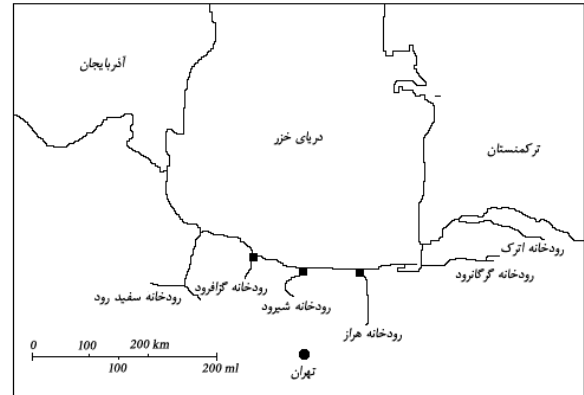 آذربایجان
دریای خزر
ترکمنستان
رودخانه اترک
رودخانه گرگانرود
رودخانه گزافرود
رودخانه سفید رود
رودخانه شیرود
رودخانه هراز
0 100 200 km
100 200 ml
تهران